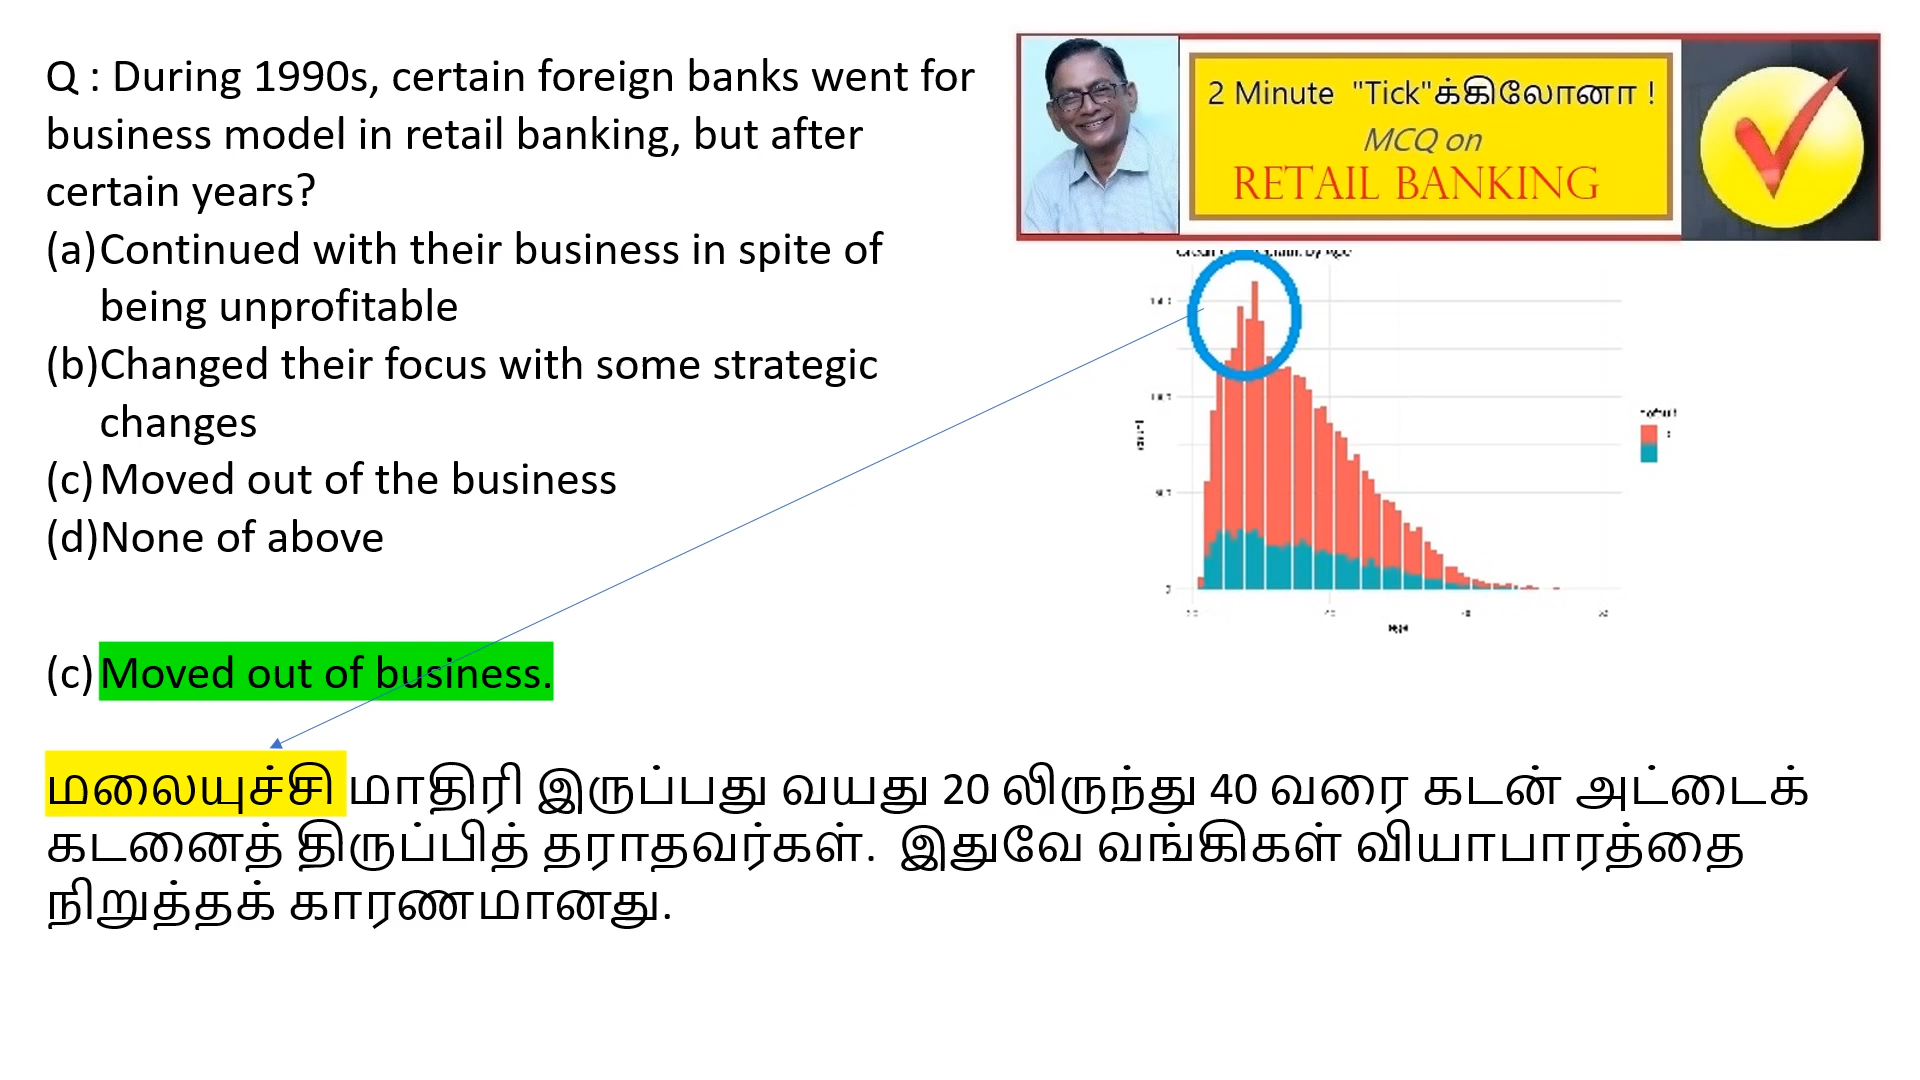 Q : During 1990s, certain foreign banks went for
business model in retail banking, but after
certain years?
(a)Continued with their business in spite of
being unprofitable
(b)Changed their focus with some strategic
changes
(c)Moved out of the business
(d)None of above
(c)Moved out of business.
மலையுச்சி மாதிரி இருப்பது வயது 20 லிருந்து 40 வரை கடன் அட்டைக்
கடனைத் திருப்பித் தராதவர்கள். இதுவே வங்கிகள் வியாபாரத்தை
நிறுத்தக் காரணமானது.
2 Minute "Tick"க்கிலோனா !
MCQ on
RETAIL BANKING
by Age
0